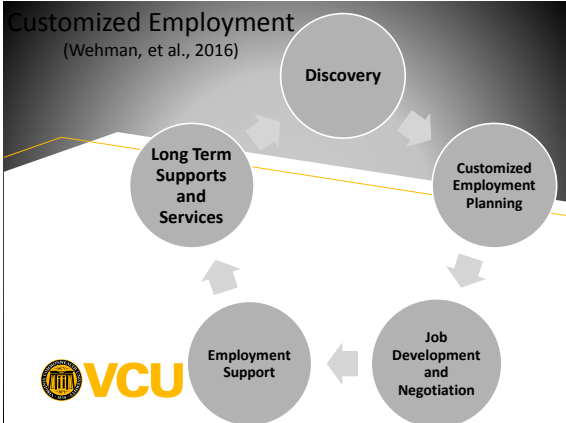 Customized Employment
(Wehman, et al., 2016)
Discovery
Customized
Employment
Planning
Job
Development
and
Negotiation
Employment
Support
Long Term
Supports
and
Services
VCU